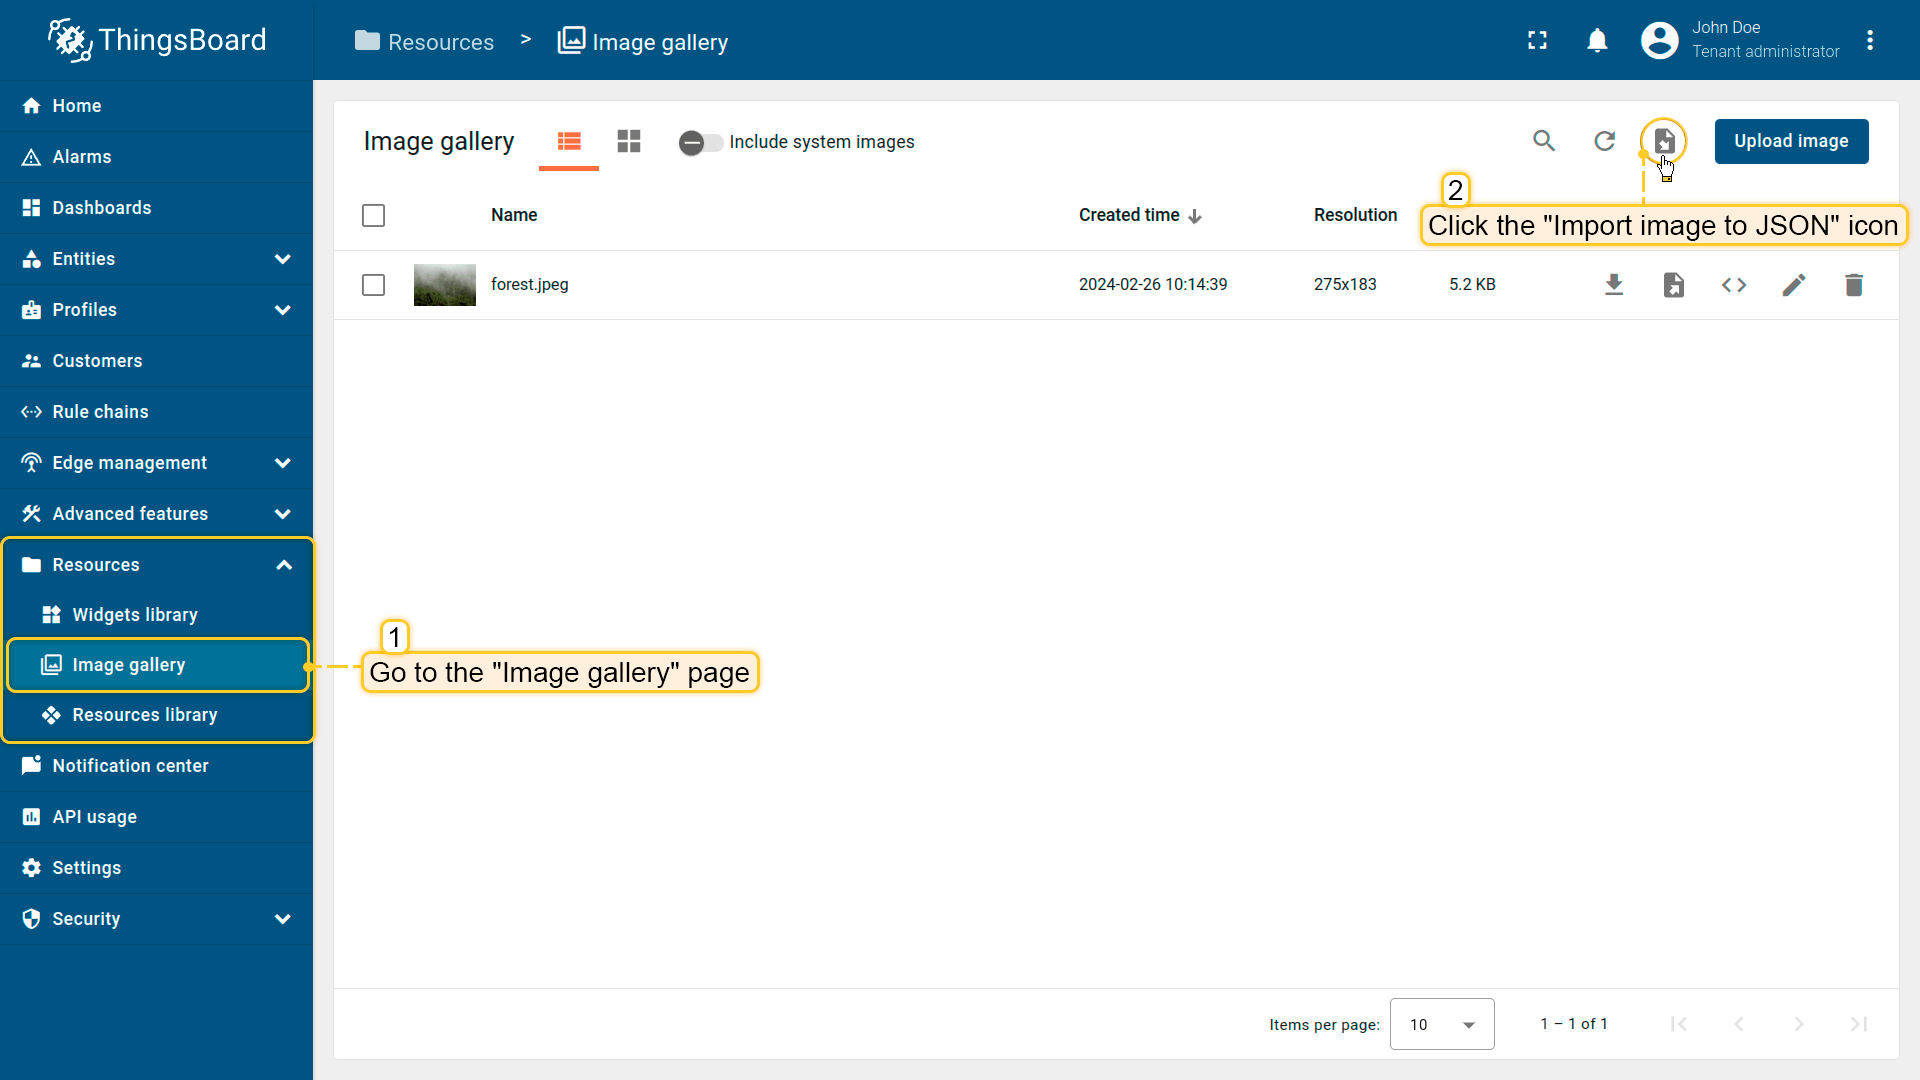 ThingsBoard
Resources > Image gallery
John Doe
Tenant administrator
Home
Alarms
Dashboards
Entities
Profiles
Customers
Rule chains
Edge management
Advanced features
Resources
Widgets library
Image gallery
Resources library
Notification center
API usage
Settings
Security
Image gallery
Include system images
Upload image
2
Click the "Import image to JSON" icon
Name Created time Resolution
forest.jpeg 2024-02-26 10:14:39 275x183 5.2 KB
1
Go to the "Image gallery" page
Items per page: 10 1 – 1 of 1